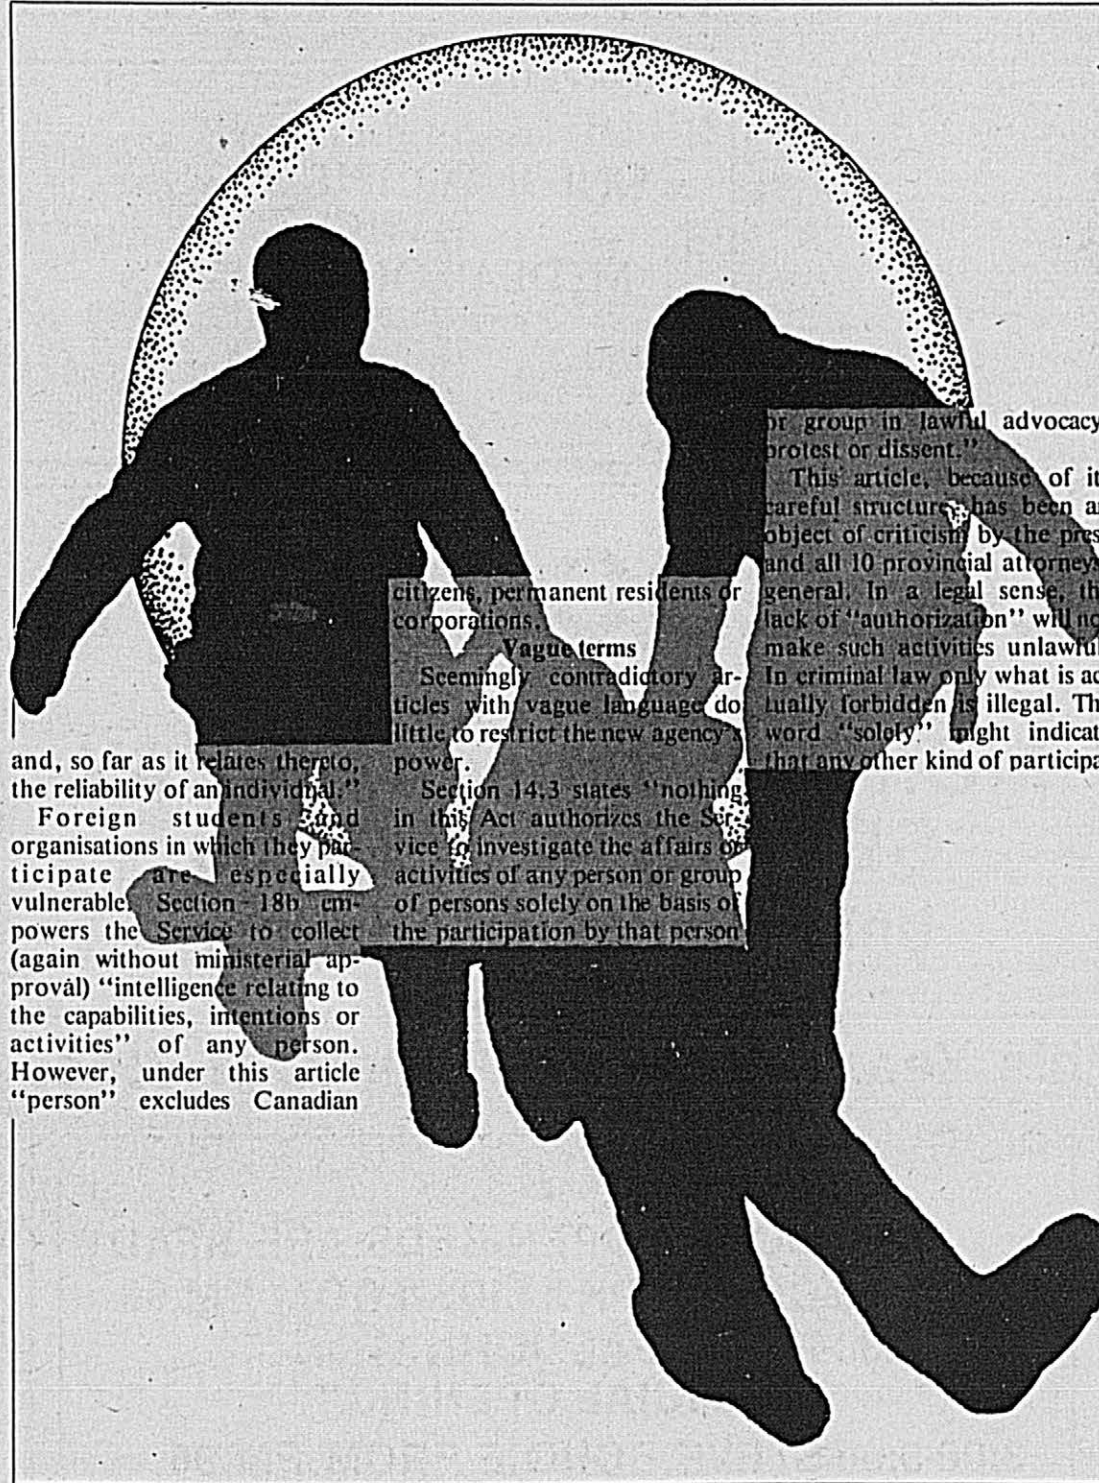 and, so far as it relates thereto,
the reliability of an individual."
Foreign students and
organisations in which they par-
ticipate are especially
vulnerable. Section 18b em-
powers the Service to collect
(again without ministerial ap-
proval) "intelligence relating to
the capabilities, intentions or
activities" of any person.
However, under this article
"person" excludes Canadian
citizens, permanent residents or
corporations.
Vague terms
Seemingly contradictory ar-
ticles with vague language do
little to restrict the new agency's
power.
Section 14.3 states "nothing
in this Act authorizes the Ser-
vice to investigate the affairs or
activities of any person or group
of persons solely on the basis of
the participation by that person
or group in lawful advocacy
protest or dissent."
This article, because of it
careful structure, has been a
object of criticism by the pres
and all 10 provincial attorneys
general. In a legal sense, th
lack of "authorization" will no
make such activities unlawful
In criminal law only what is ac
tually forbidden is illegal. Th
word "solely" might indicat
that any other kind of participa